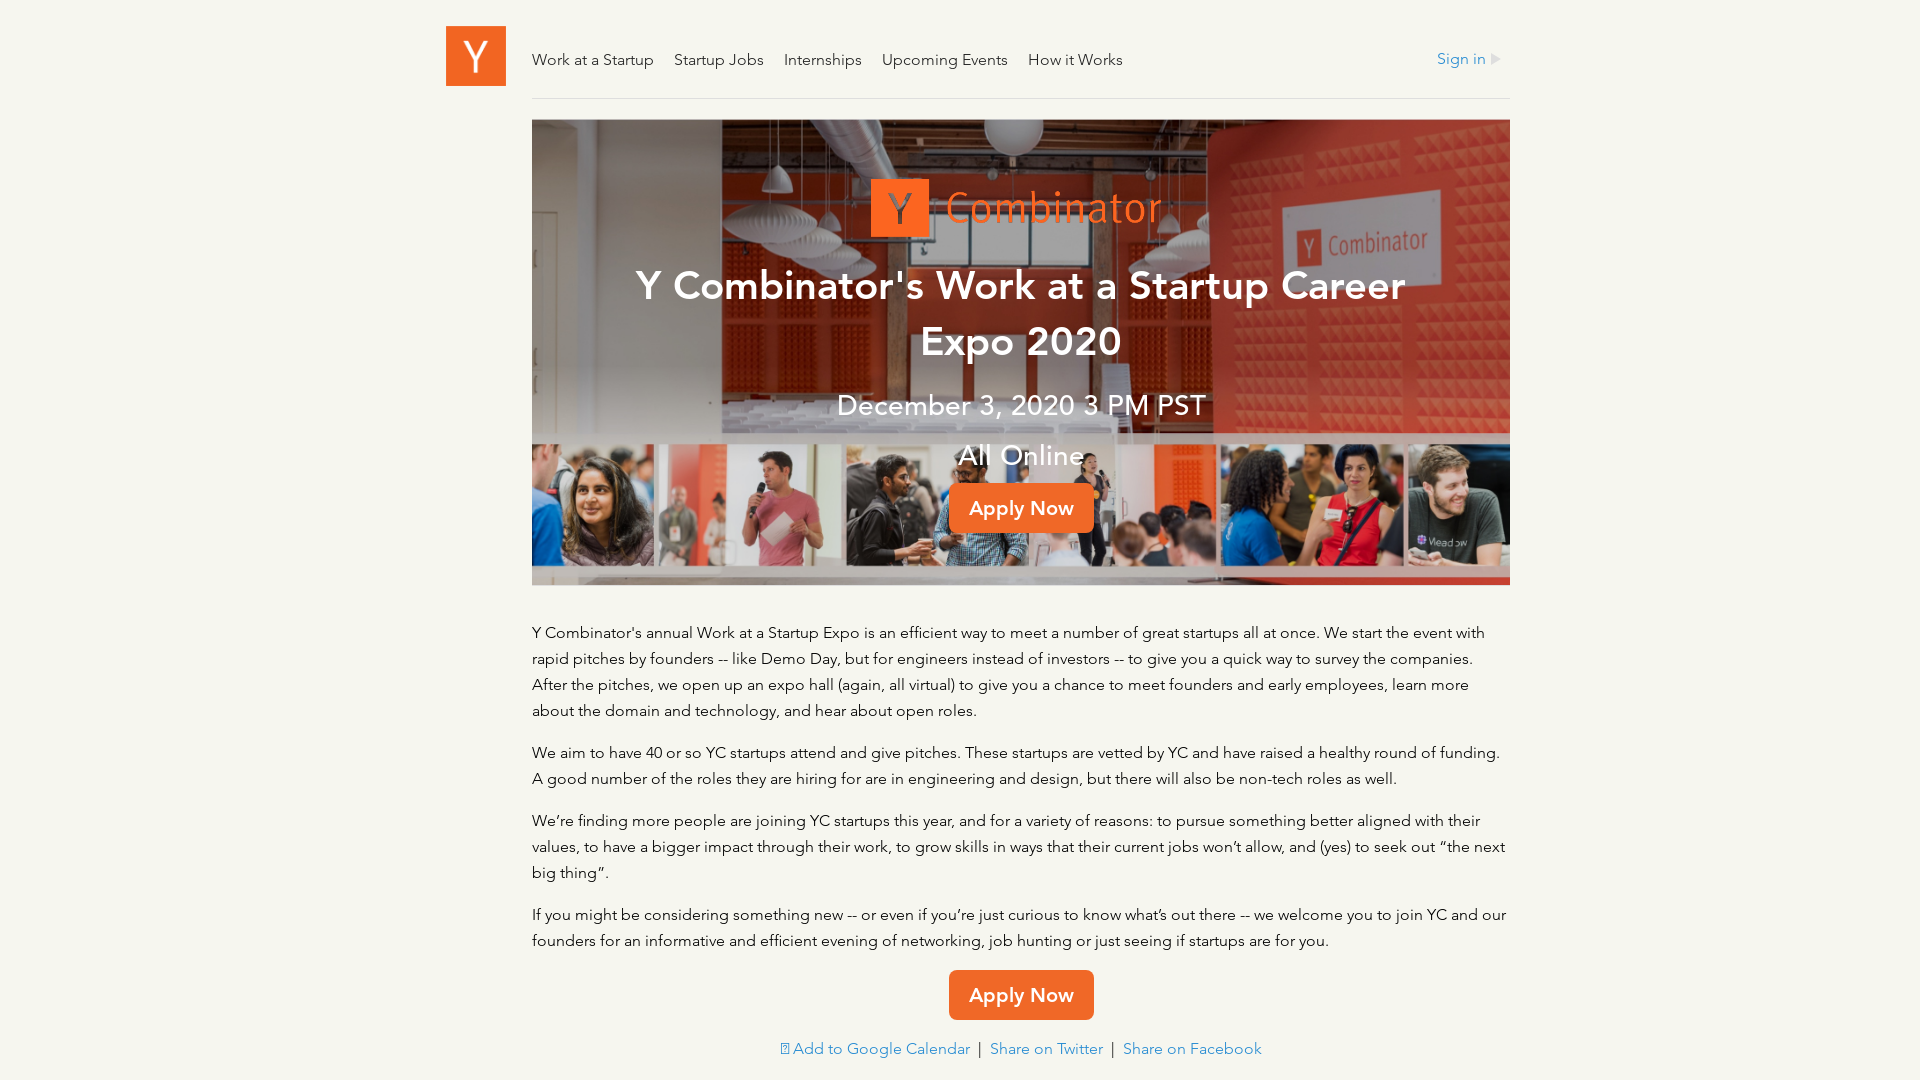 Y
Work at a Startup
Startup Jobs
Internships
Upcoming Events
How it Works
Sign in
Y Combinator
Y Combinator
Y Combinator's Work at a Startup Career
Expo 2020
December 3, 2020 3 PM PST
All Online
Apply Now
Meadow
Y Combinator's annual Work at a Startup Expo is an efficient way to meet a number of great startups all at once. We start the event with
rapid pitches by founders -- like Demo Day, but for engineers instead of investors -- to give you a quick way to survey the companies.
After the pitches, we open up an expo hall (again, all virtual) to give you a chance to meet founders and early employees, learn more
about the domain and technology, and hear about open roles.
We aim to have 40 or so YC startups attend and give pitches. These startups are vetted by YC and have raised a healthy round of funding.
A good number of the roles they are hiring for are in engineering and design, but there will also be non-tech roles as well.
We’re finding more people are joining YC startups this year, and for a variety of reasons: to pursue something better aligned with their
values, to have a bigger impact through their work, to grow skills in ways that their current jobs won’t allow, and (yes) to seek out “the next
big thing”.
If you might be considering something new -- or even if you’re just curious to know what’s out there -- we welcome you to join YC and our
founders for an informative and efficient evening of networking, job hunting or just seeing if startups are for you.
Apply Now
Add to Google Calendar | Share on Twitter | Share on Facebook